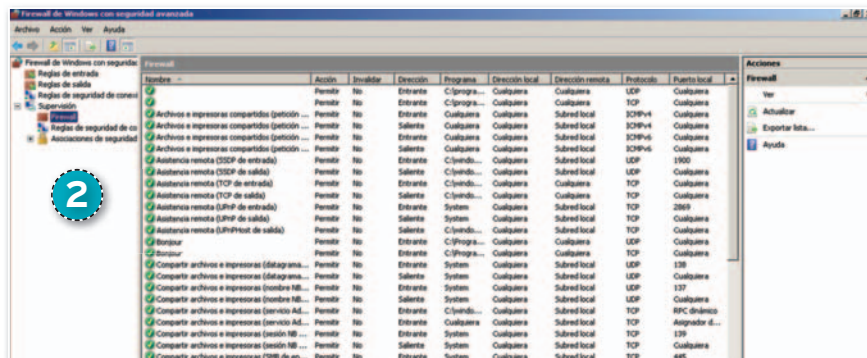 Firewall de Windows con seguridad avanzada
Archivo Acción Ver Ayuda
Firewall de Windows con seguridac
Reglas de entrada
Reglas de salida
Reglas de seguridad de conexi
Supervisión
Firewall
Reglas de seguridad de co
Asociaciones de seguridad
2
Firewall
Nombre Acción Invalidar Dirección Programa Dirección local Dirección remota Protocolo Puerto local
Permitir No Entrante C:\progra... Cualquiera Cualquiera UDP Cualquiera
Permitir No Entrante C:\progra... Cualquiera Cualquiera TCP Cualquiera
Archivos e impresoras compartidos (petición ... Permitir No Entrante Cualquiera Cualquiera Subred local ICMPv4 Cualquiera
Archivos e impresoras compartidos (petición ... Permitir No Saliente Cualquiera Cualquiera Subred local ICMPv4 Cualquiera
Archivos e impresoras compartidos (petición ... Permitir No Entrante Cualquiera Cualquiera Subred local ICMPv6 Cualquiera
Archivos e impresoras compartidos (petición ... Permitir No Saliente Cualquiera Cualquiera Subred local ICMPv6 Cualquiera
Asistencia remota (SSDP de entrada) Permitir No Entrante C:\windo... Cualquiera Subred local UDP 1900
Asistencia remota (SSDP de salida) Permitir No Saliente C:\windo... Cualquiera Subred local UDP Cualquiera
Asistencia remota (TCP de entrada) Permitir No Entrante C:\windo... Cualquiera Cualquiera TCP Cualquiera
Asistencia remota (TCP de salida) Permitir No Saliente C:\windo... Cualquiera Cualquiera TCP Cualquiera
Asistencia remota (UPnP de entrada) Permitir No Entrante System Cualquiera Subred local TCP 2869
Asistencia remota (UPnP de salida) Permitir No Saliente System Cualquiera Subred local TCP Cualquiera
Asistencia remota (UPnPHost de salida) Permitir No Saliente C:\windo... Cualquiera Subred local TCP Cualquiera
Bonjour Permitir No Entrante C:\Progra... Cualquiera Cualquiera UDP Cualquiera
Bonjour Permitir No Entrante C:\Progra... Cualquiera Cualquiera TCP Cualquiera
Compartir archivos e impresoras (datagrama... Permitir No Entrante System Cualquiera Subred local UDP 138
Compartir archivos e impresoras (datagrama... Permitir No Saliente System Cualquiera Subred local UDP Cualquiera
Compartir archivos e impresoras (nombre NB... Permitir No Entrante System Cualquiera Subred local UDP 137
Compartir archivos e impresoras (nombre NB... Permitir No Saliente System Cualquiera Subred local UDP Cualquiera
Compartir archivos e impresoras (servicio Ad... Permitir No Entrante C:\windo... Cualquiera Subred local TCP RPC dinámico
Compartir archivos e impresoras (servicio Ad... Permitir No Entrante Cualquiera Cualquiera Subred local TCP Asignador d...
Compartir archivos e impresoras (sesión NB ... Permitir No Entrante System Cualquiera Subred local TCP 139
Compartir archivos e impresoras (sesión NB ... Permitir No Saliente System Cualquiera Subred local TCP Cualquiera
Compartir archivos e impresoras (SMB de en... Permitir No Entrante System Cualquiera Subred local TCP 445
Acciones
Firewall
Ver
Actualizar
Exportar lista...
Ayuda